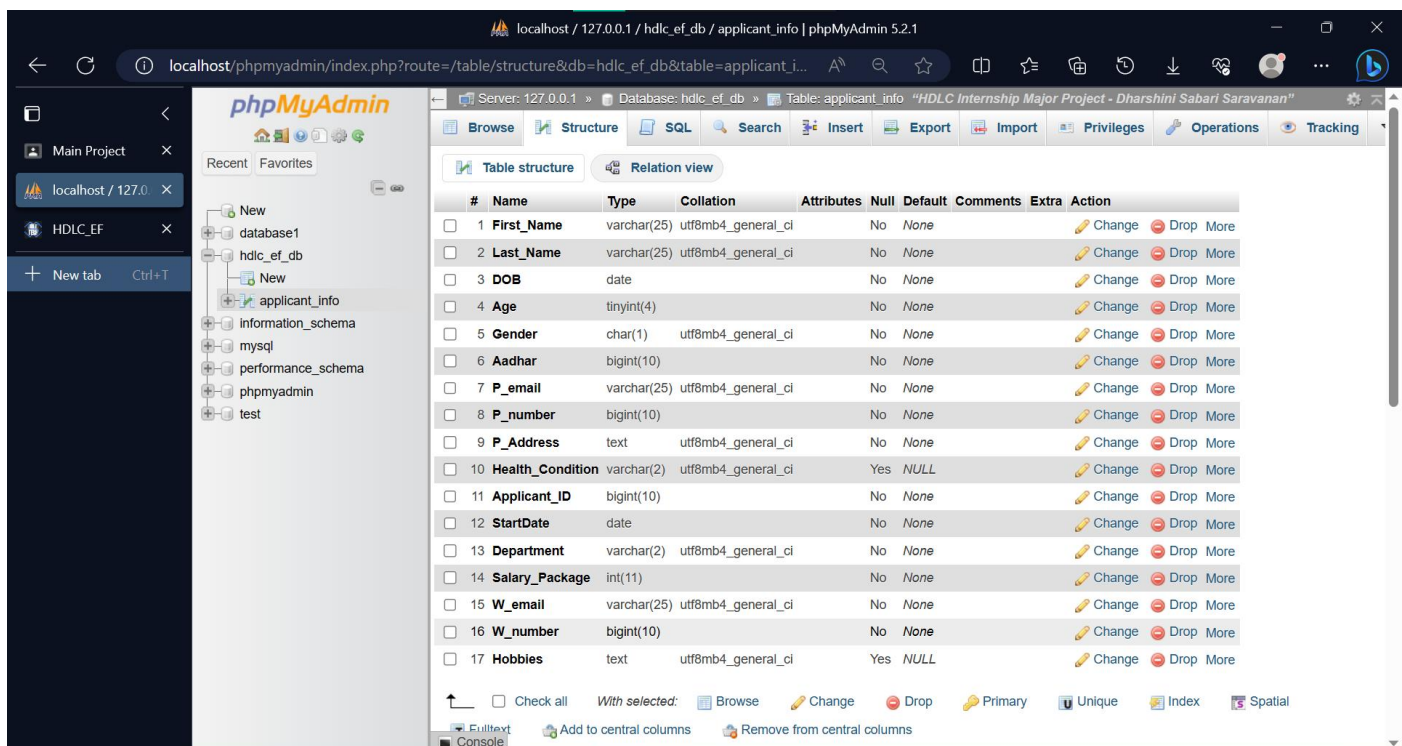 localhost / 127.0.0.1 / hdlc_ef_db / applicant_info | phpMyAdmin 5.2.1
localhost/phpmyadmin/index.php?route=/table/structure&db=hdlc_ef_db&table=applicant_i...
Main Project
localhost / 127.0.
HDLC_EF
New tab Ctrl+T
phpMyAdmin
Recent Favorites
New
database1
hdlc_ef_db
New
applicant_info
information_schema
mysql
performance_schema
phpmyadmin
test
Server: 127.0.0.1 » Database: hdlc_ef_db » Table: applicant_info "HDLC Internship Major Project - Dharshini Sabari Saravanan"
Browse Structure SQL Search Insert Export Import Privileges Operations Tracking
Table structure Relation view
# Name Type Collation Attributes Null Default Comments Extra Action
1 First_Name varchar(25) utf8mb4_general_ci No None Change Drop More
2 Last_Name varchar(25) utf8mb4_general_ci No None Change Drop More
3 DOB date No None Change Drop More
4 Age tinyint(4) No None Change Drop More
5 Gender char(1) utf8mb4_general_ci No None Change Drop More
6 Aadhar bigint(10) No None Change Drop More
7 P_email varchar(25) utf8mb4_general_ci No None Change Drop More
8 P_number bigint(10) No None Change Drop More
9 P_Address text utf8mb4_general_ci No None Change Drop More
10 Health_Condition varchar(2) utf8mb4_general_ci Yes NULL Change Drop More
11 Applicant_ID bigint(10) No None Change Drop More
12 StartDate date No None Change Drop More
13 Department varchar(2) utf8mb4_general_ci No None Change Drop More
14 Salary_Package int(11) No None Change Drop More
15 W_email varchar(25) utf8mb4_general_ci No None Change Drop More
16 W_number bigint(10) No None Change Drop More
17 Hobbies text utf8mb4_general_ci Yes NULL Change Drop More
Check all With selected: Browse Change Drop Primary Unique Index Spatial
Fulltext Add to central columns Remove from central columns
Console